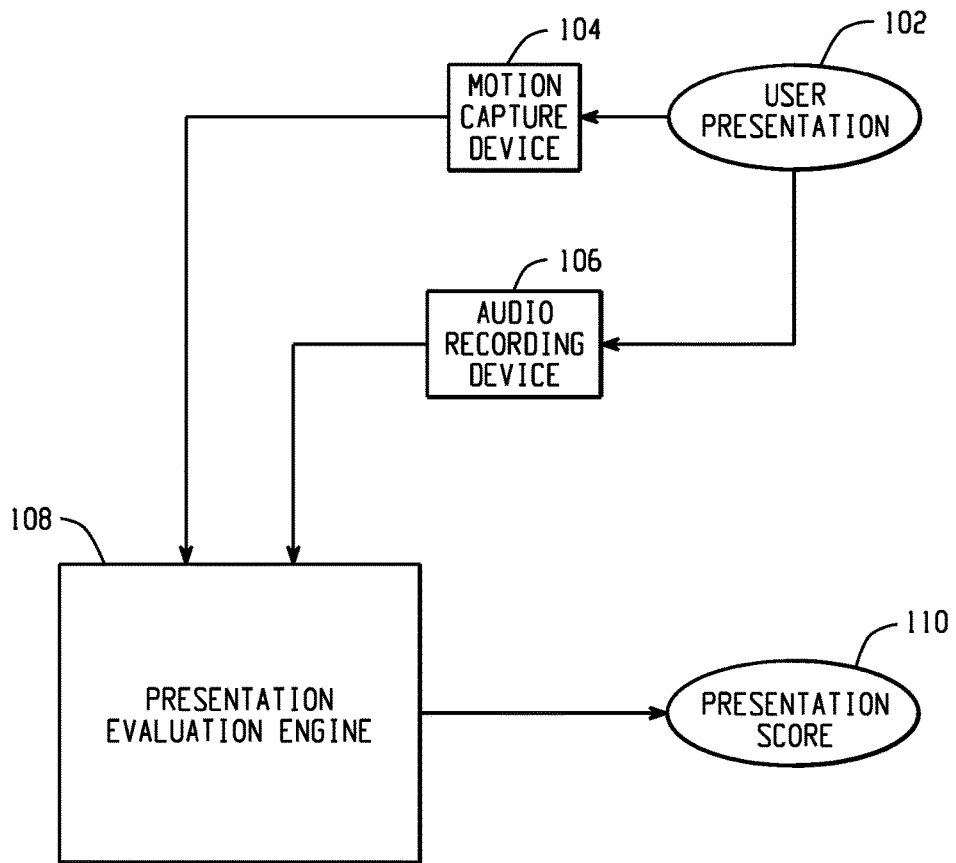 104
102
MOTION
CAPTURE
DEVICE
USER
PRESENTATION
106
AUDIO
RECORDING
DEVICE
108
PRESENTATION
EVALUATION ENGINE
110
PRESENTATION
SCORE